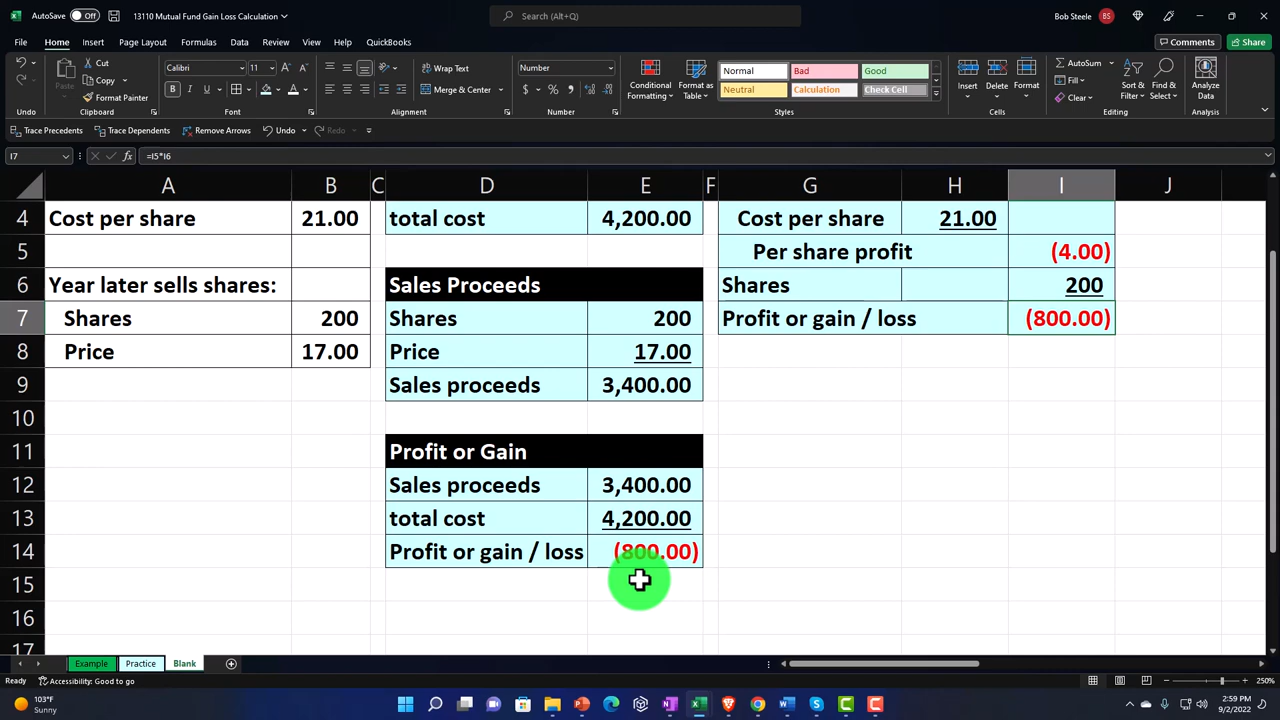 AutoSave Off 13110 Mutual Fund Gain Loss Calculation Search (Alt+Q) Bob Steele BS
File Home Insert Page Layout Formulas Data Review View Help QuickBooks Comments Share
Paste Cut Copy Format Painter Calibri 11 Wrap Text Merge & Center Number Conditional Formatting Format as Table Normal Bad Good Neutral Calculation Check Cell Insert Delete Format AutoSum Fill Clear Sort & Filter Find & Select Analyze Data
Undo Clipboard Font Alignment Number Styles Cells Editing Analysis
Trace Precedents Trace Dependents Remove Arrows Undo Redo
I7 fx =I5*I6
A B C D E F G H I J
4 Cost per share 21.00 total cost 4,200.00 Cost per share 21.00
5 Per share profit (4.00)
6 Year later sells shares: Sales Proceeds Shares 200
7 Shares 200 Shares 200 Profit or gain / loss (800.00)
8 Price 17.00 Price 17.00
9 Sales proceeds 3,400.00
10
11 Profit or Gain
12 Sales proceeds 3,400.00
13 total cost 4,200.00
14 Profit or gain / loss (800.00)
15
16
17
Example Practice Blank
Ready Accessibility: Good to go 250%
103°F
Sunny
2:59 PM
9/2/2022